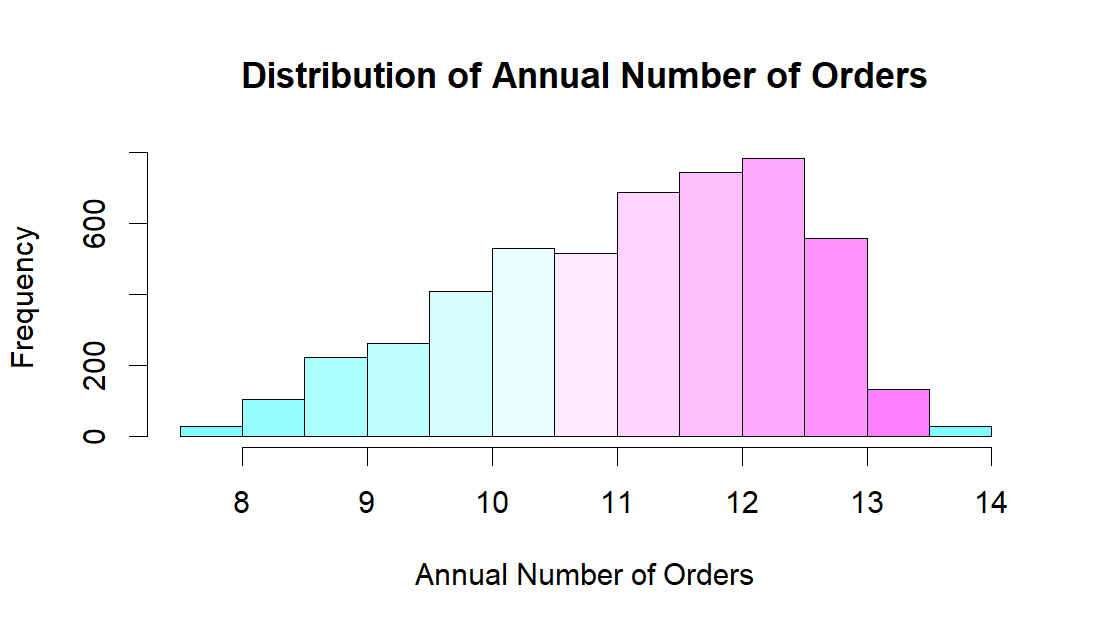 Distribution of Annual Number of Orders
Frequency
600
200
0
8 9 10 11 12 13 14
Annual Number of Orders